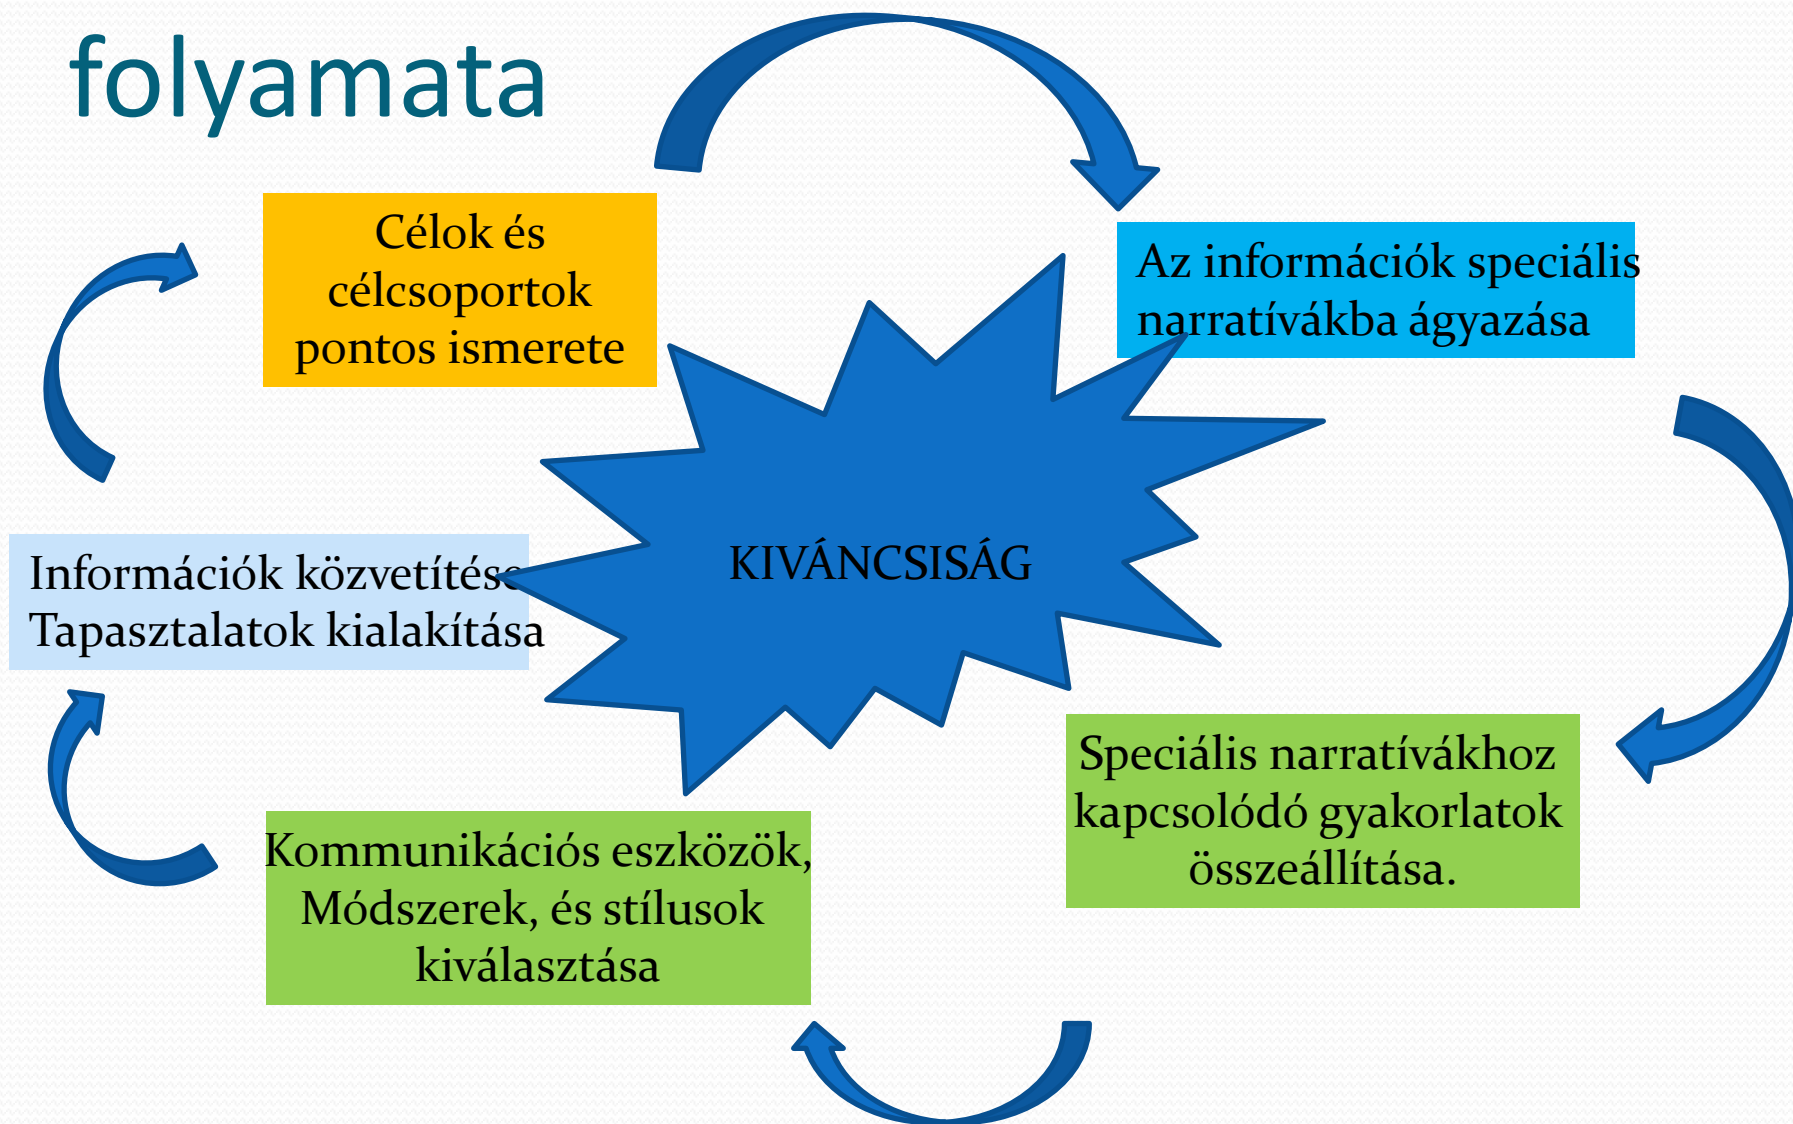 folyamata
Célok és
célcsoportok
pontos ismerete
Az információk speciális
narratívákba ágyazása
KIVÁNCSISÁG
Információk közvetítése
Tapasztalatok kialakítása
Speciális narratívákhoz
kapcsolódó gyakorlatok
összeállítása.
Kommunikációs eszközök,
Módszerek, és stílusok
kiválasztása